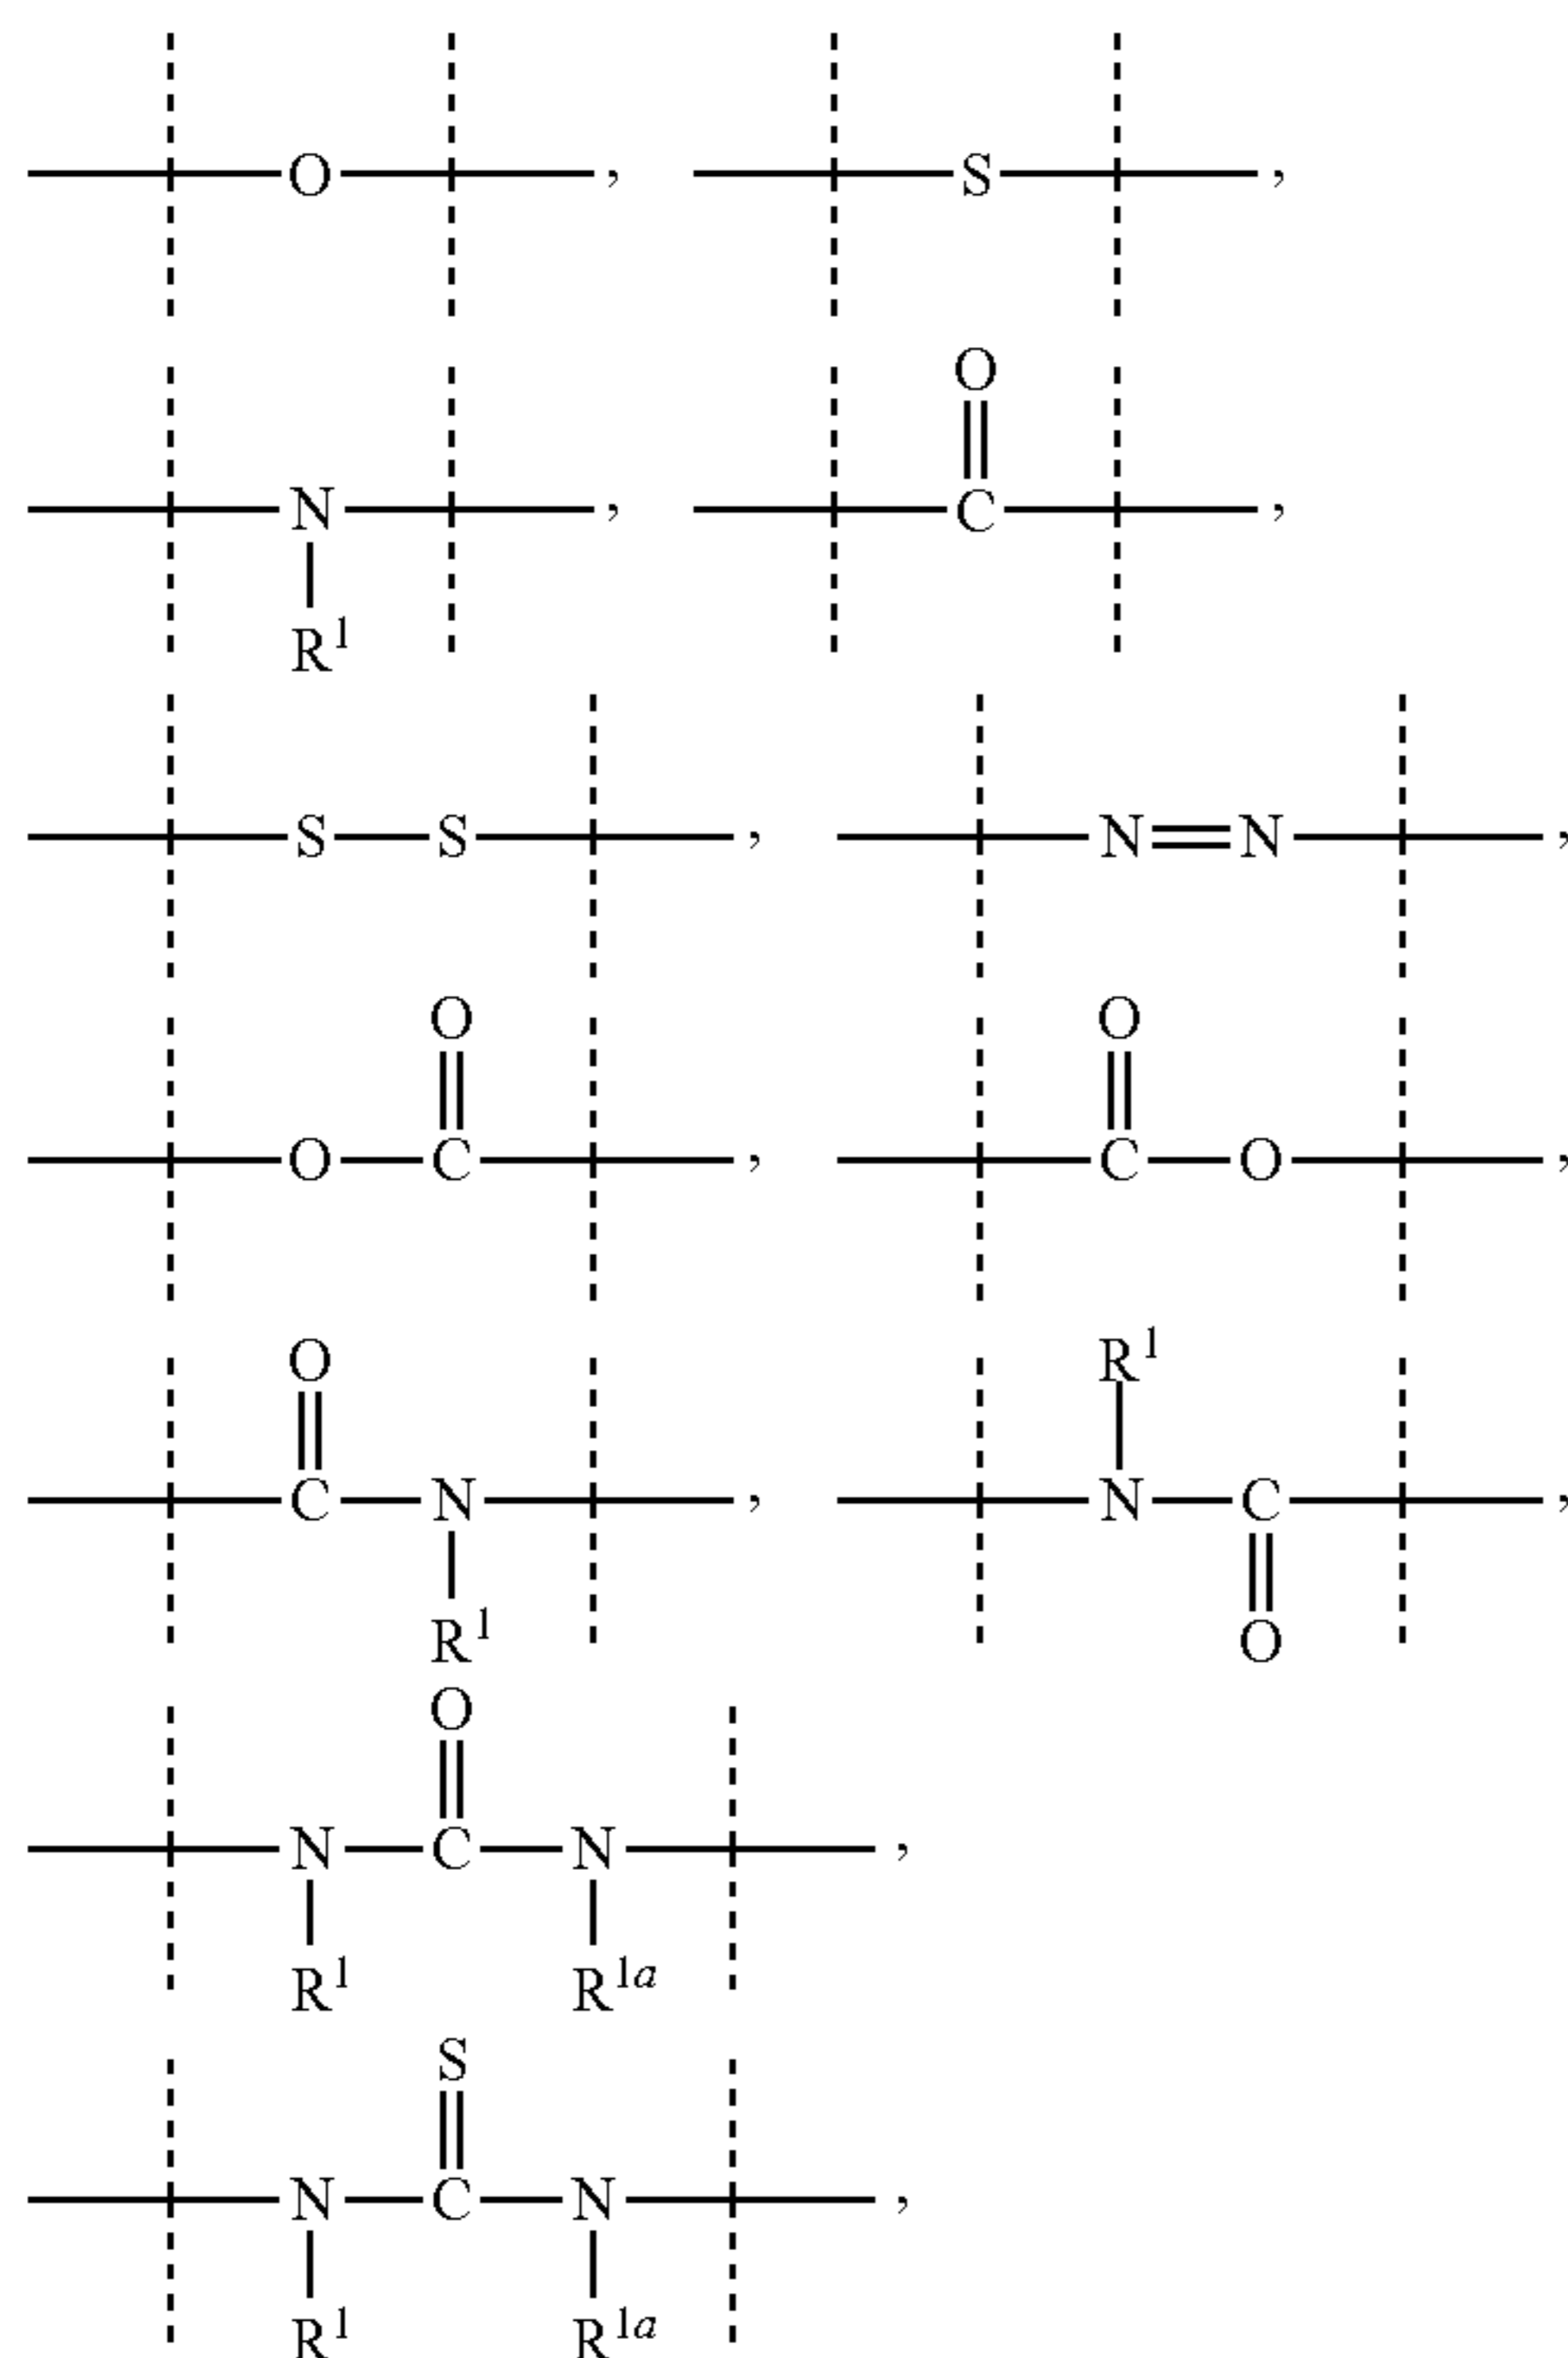 O, S,
O
N, C,
R¹
S S, N N,
O O
O C, C O,
O R¹
C N, N C,
R¹ O
O
N C N,
R¹ R¹ᵃ
S
N C N,
R¹ R¹ᵃ